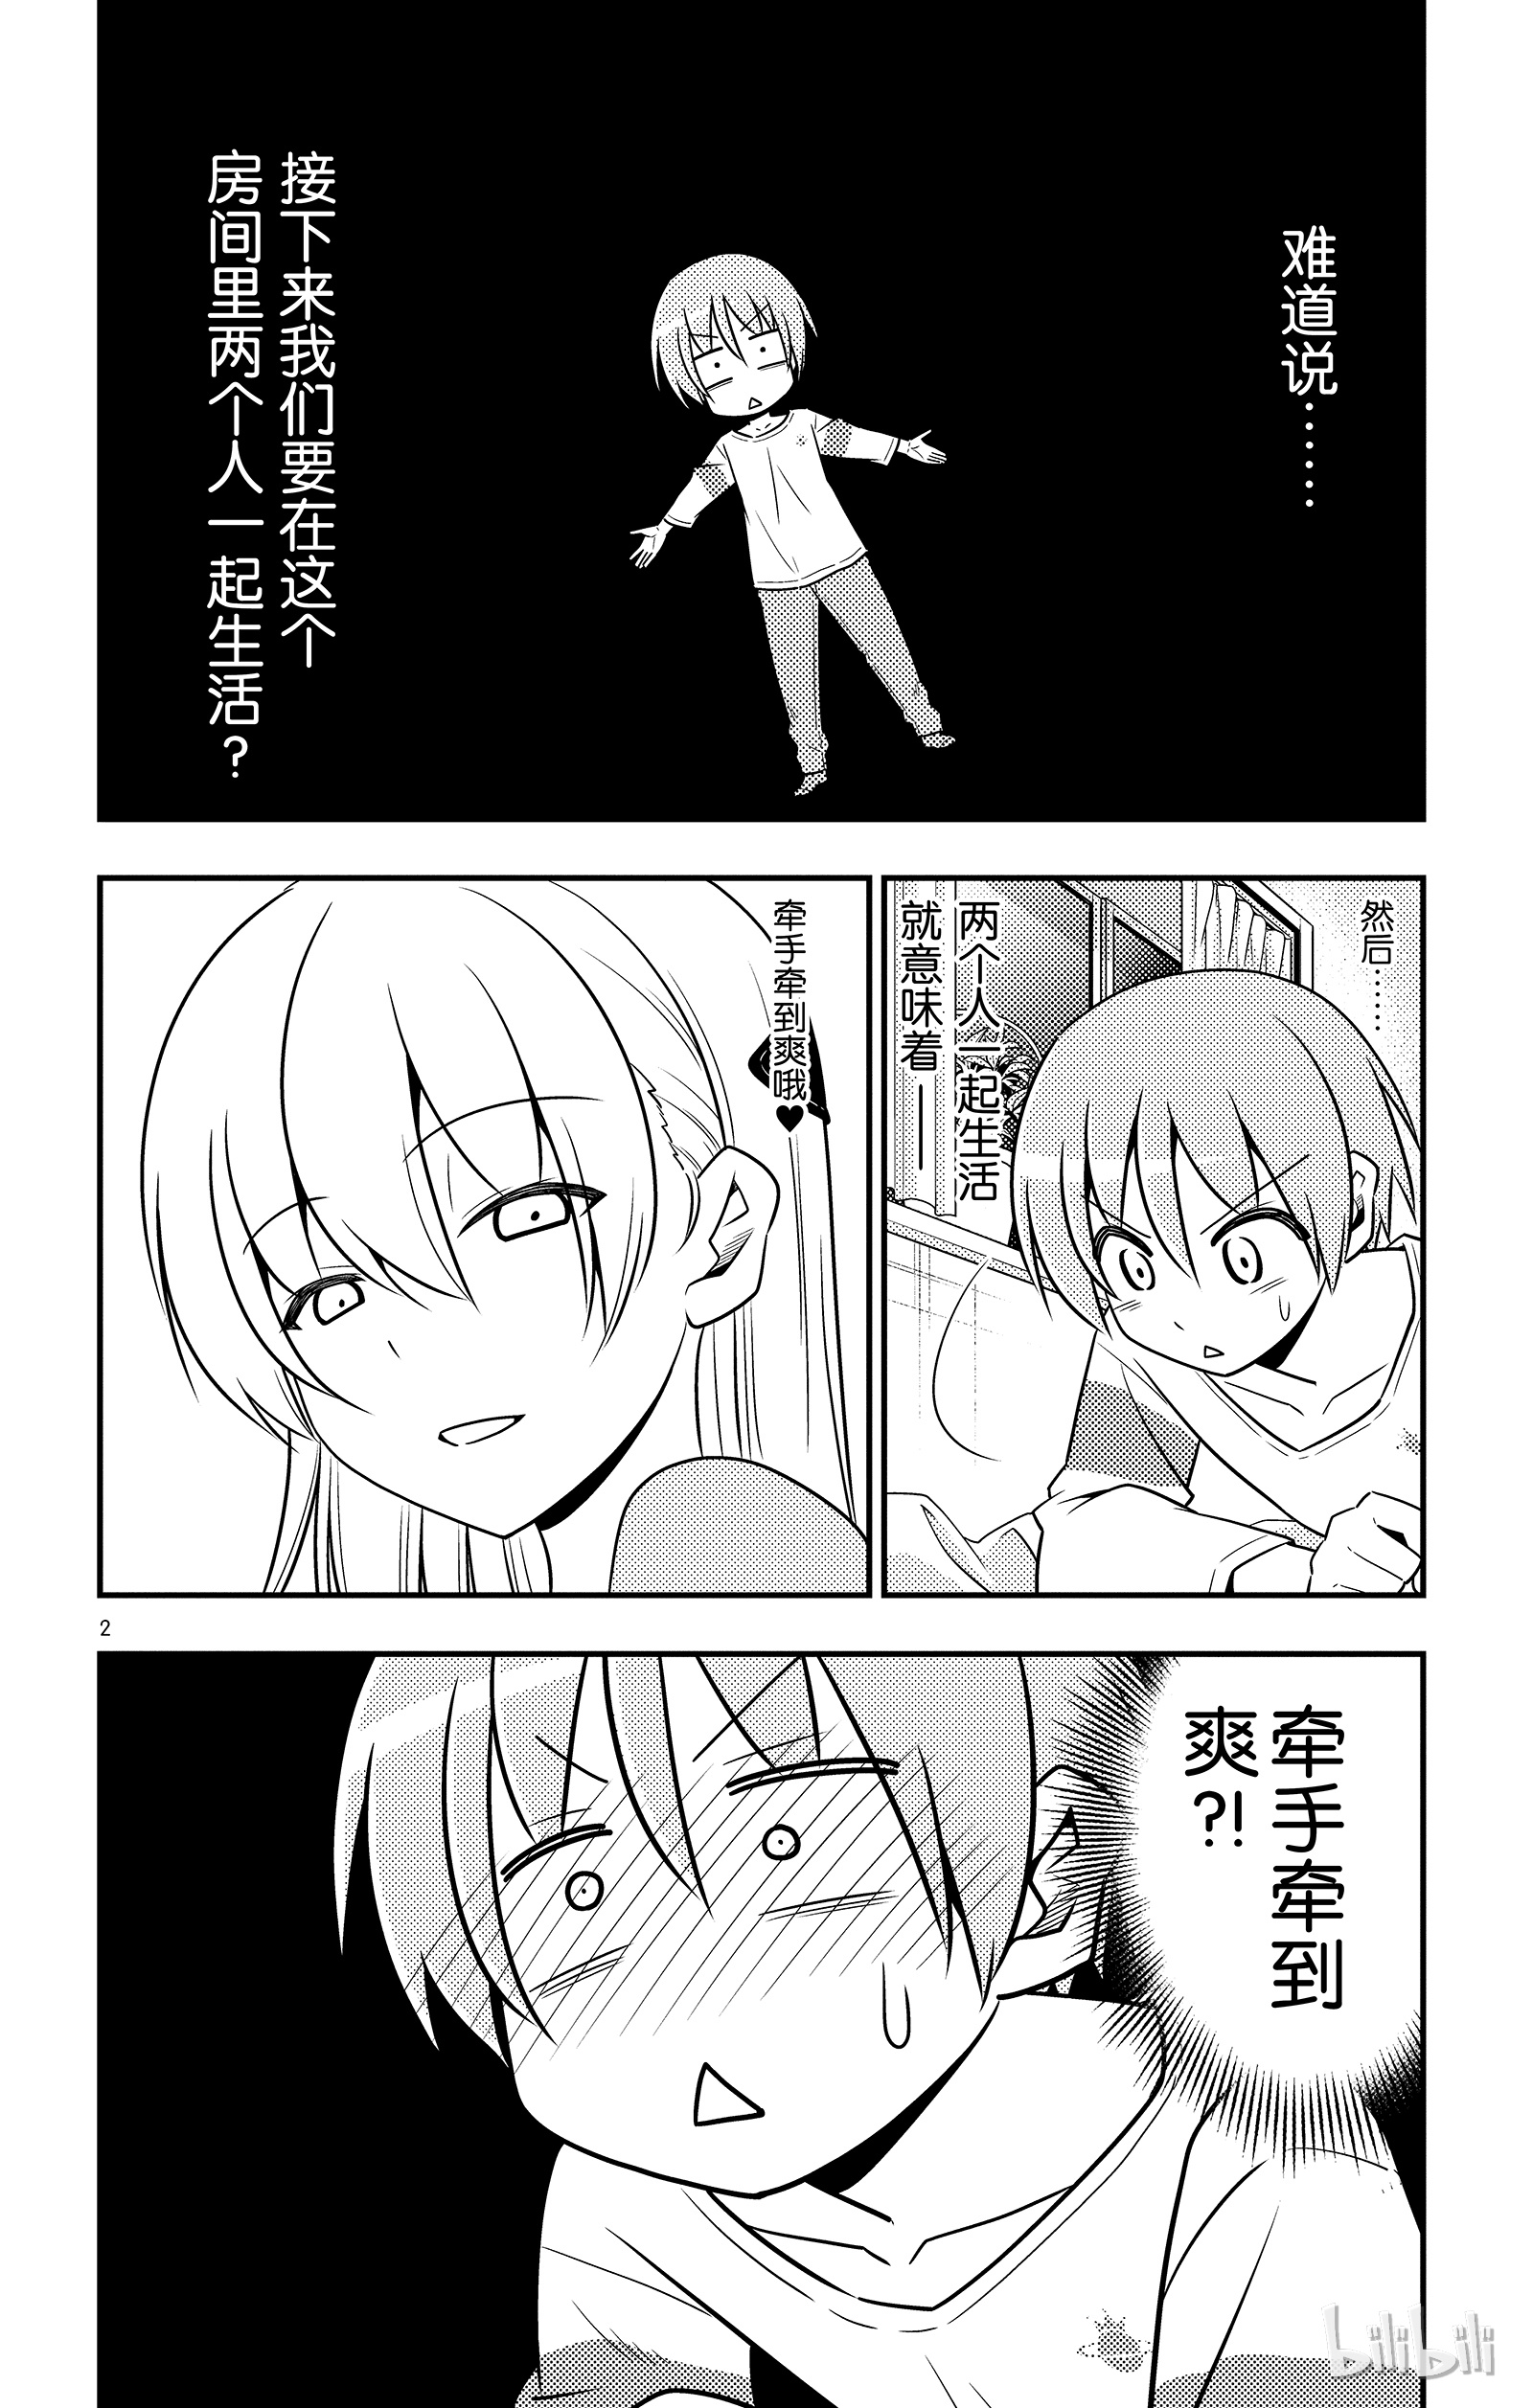 难道说………
接下来我们要在这个
房间里两个人一起生活？
然后……
两个人一起生活
就意味着——
牵手牵到爽哦♥
2
牵手牵到
爽?!
bilibili